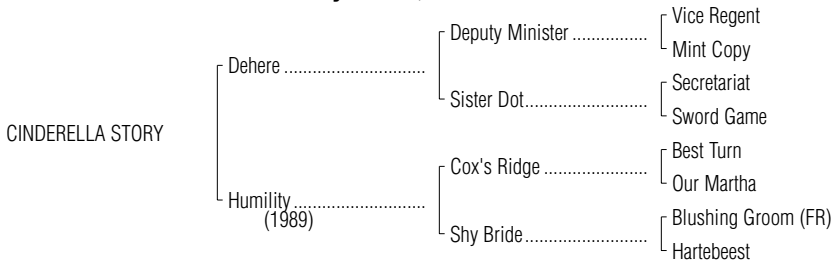 Vice Regent
Deputy Minister ................
Mint Copy
Dehere ..............................
Secretariat
Sister Dot..........................
Sword Game
CINDERELLA STORY
Best Turn
Cox's Ridge ......................
Our Martha
Humility............................
(1989)
Blushing Groom (FR)
Shy Bride..........................
Hartebeest